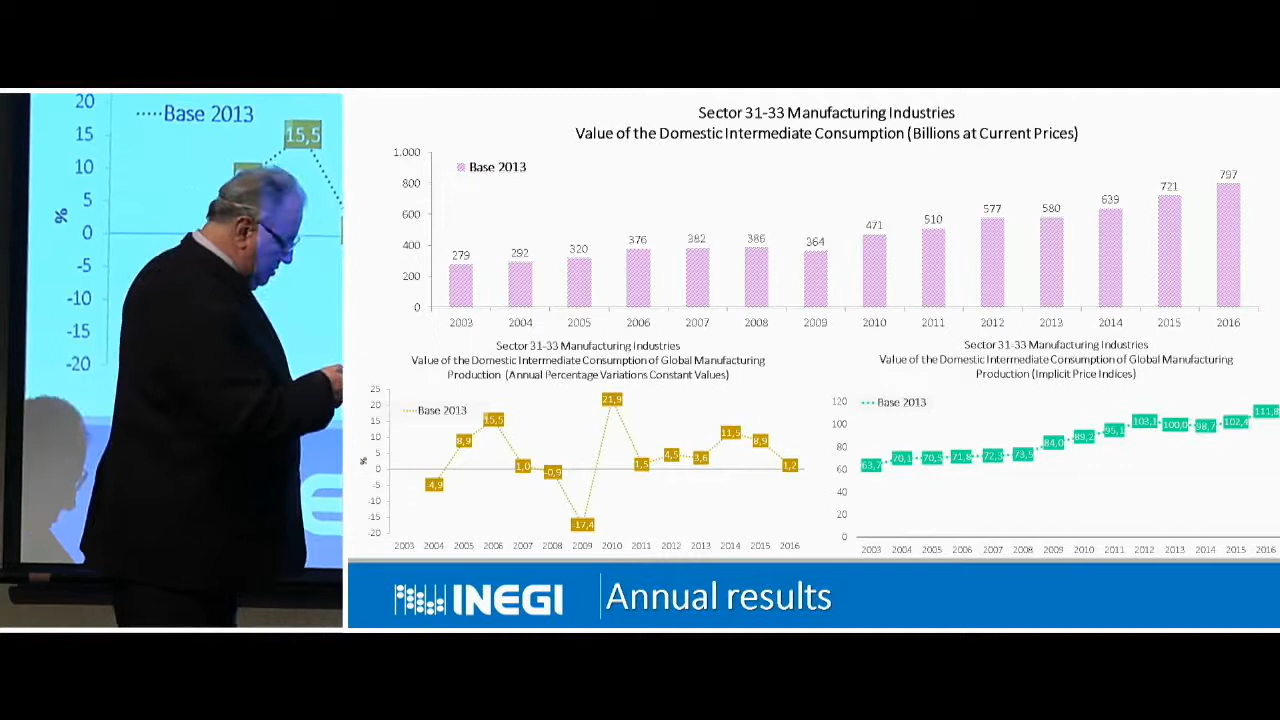 20
15
10
5
0
-5
-10
-15
-20
%
Base 2013
15,5
Sector 31-33 Manufacturing Industries
Value of the Domestic Intermediate Consumption (Billions at Current Prices)
1.000
800
600
400
200
0
Base 2013
279 292 320 376 382 386 364 471 510 577 580 639 721 797
2003 2004 2005 2006 2007 2008 2009 2010 2011 2012 2013 2014 2015 2016
Sector 31-33 Manufacturing Industries
Value of the Domestic Intermediate Consumption of Global Manufacturing
Production (Annual Percentage Variations Constant Values)
25
20
15
10
5
0
-5
-10
-15
-20
%
Base 2013
-4,9 8,9 15,5 1,0 -0,9 -17,4 21,9 1,5 4,5 3,6 11,5 8,9 1,2
2003 2004 2005 2006 2007 2008 2009 2010 2011 2012 2013 2014 2015 2016
Sector 31-33 Manufacturing Industries
Value of the Domestic Intermediate Consumption of Global Manufacturing
Production (Implicit Price Indices)
120
100
80
60
40
20
0
Base 2013
63,7 70,1 70,5 71,8 72,3 73,5 84,0 89,2 95,1 103,1 100,0 98,7 102,4 111,8
2003 2004 2005 2006 2007 2008 2009 2010 2011 2012 2013 2014 2015 2016
INEGI
Annual results